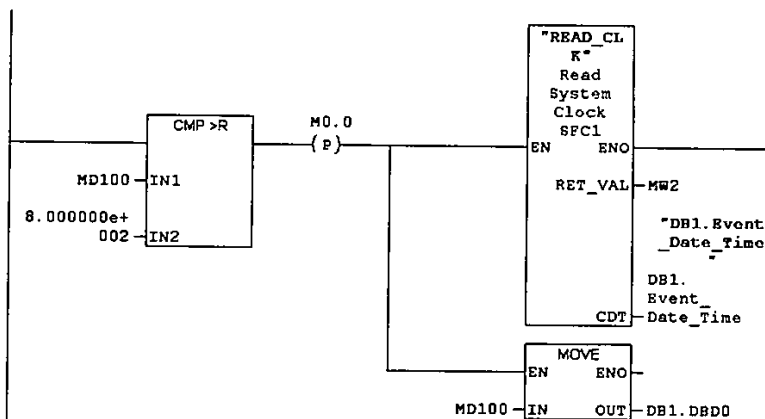 "READ_CL
K"
Read
System
Clock
SFC1
CMP >R
M0.0
(P)
EN ENO
MD100 IN1
RET_VAL MW2
8.000000e+
002 IN2
"DB1.Event
_Date_Time
"
DB1.
Event_
CDT Date_Time
MOVE
EN ENO
MD100 IN OUT DB1.DBD0